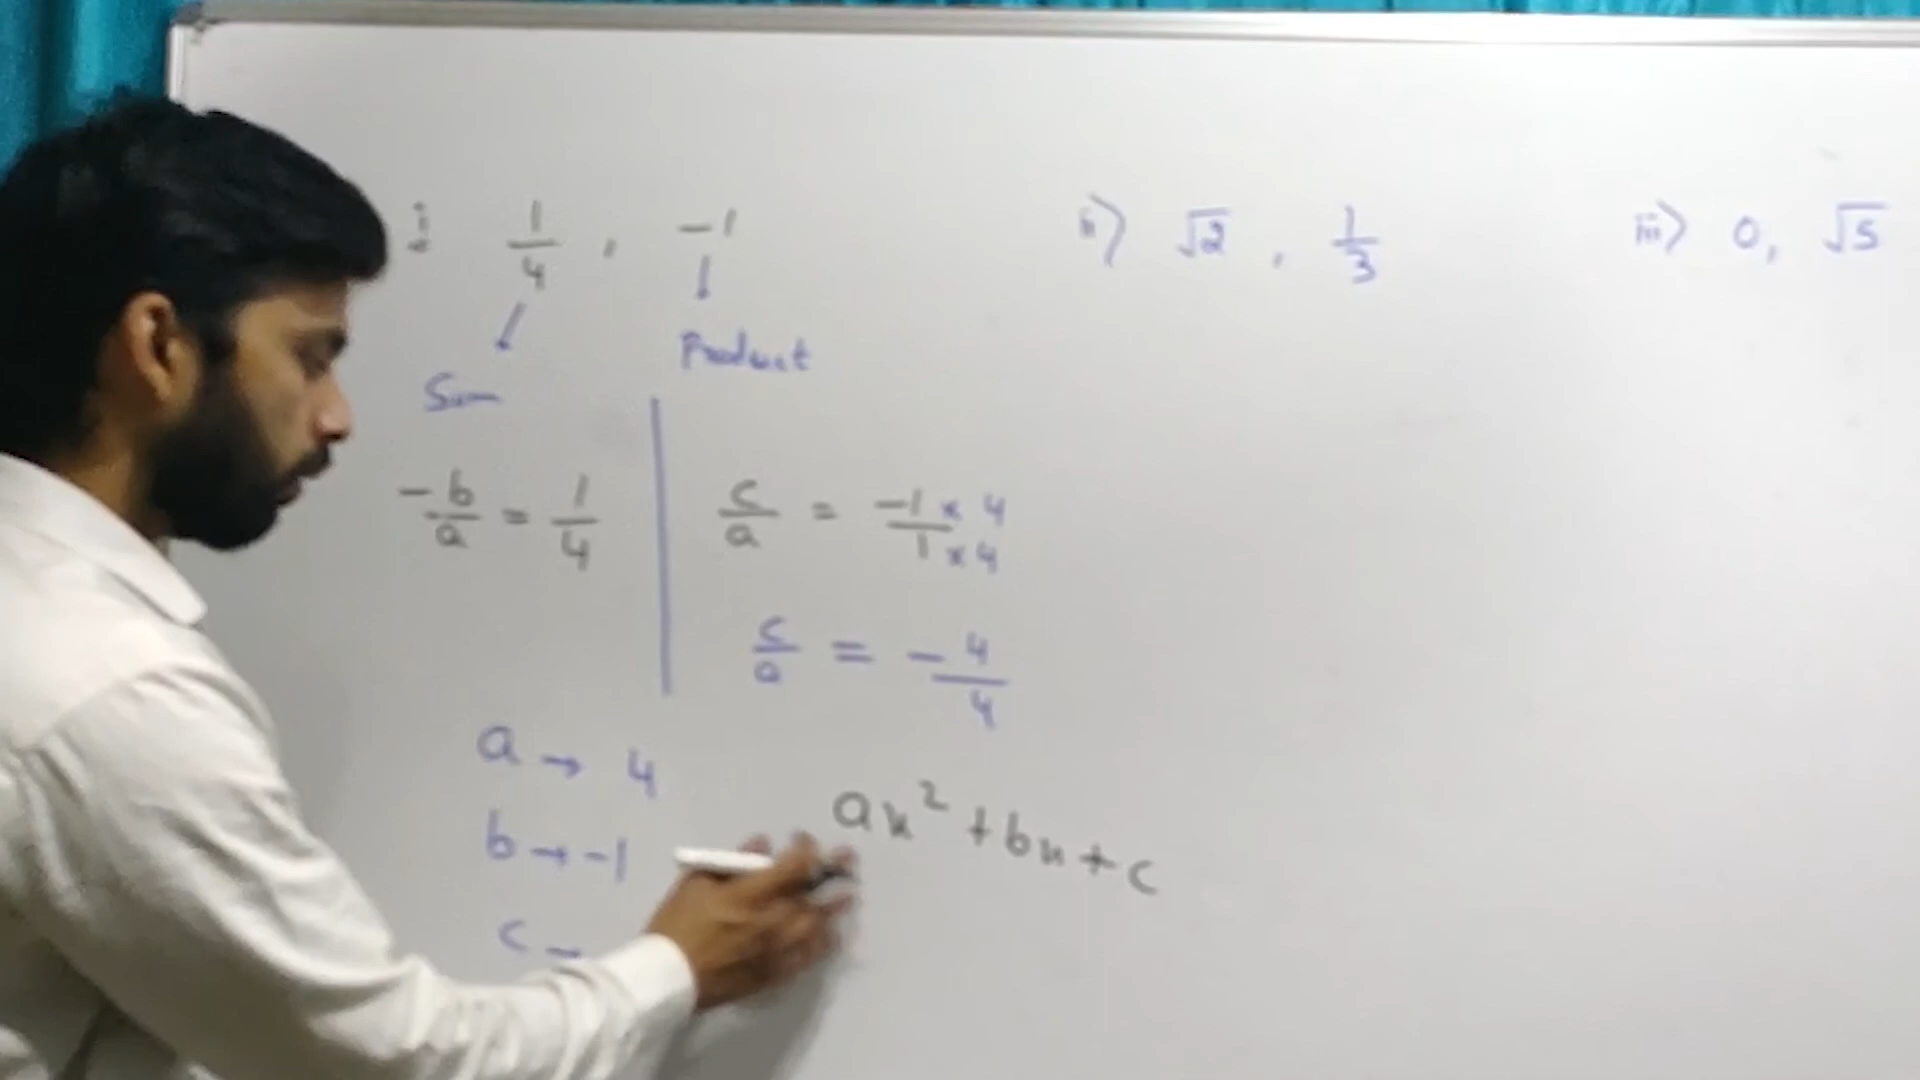 i 1/4 , -1
ii) √2 , 1/3
iii) 0, √5
Sum
Product
-b/a = 1/4
c/a = -1 × 4 / 1 × 4
c/a = - 4/4
a → 4
b → -1
c -
ax² + bx + c